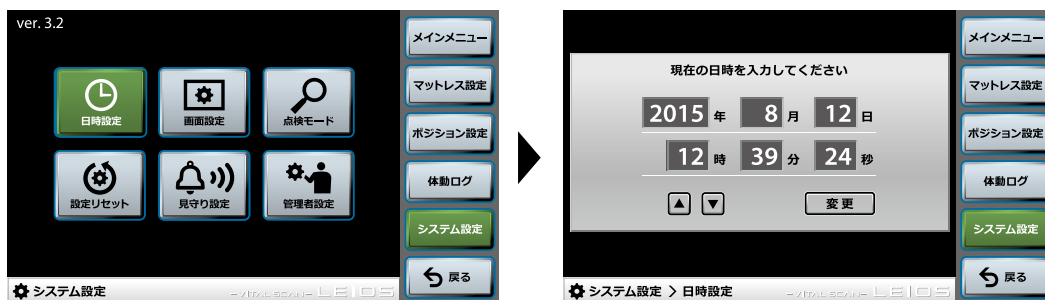 ver. 3.2
日時設定
画面設定
点検モード
設定リセット
見守り設定
管理者設定
メインメニュー
マットレス設定
ポジション設定
体動ログ
システム設定
戻る
システム設定
-VITAL SCAN- LEIOS
現在の日時を入力してください
2015 年 8 月 12 日
12 時 39 分 24 秒
▲ ▼ 変更
メインメニュー
マットレス設定
ポジション設定
体動ログ
システム設定
戻る
システム設定 > 日時設定
-VITAL SCAN- LEIOS